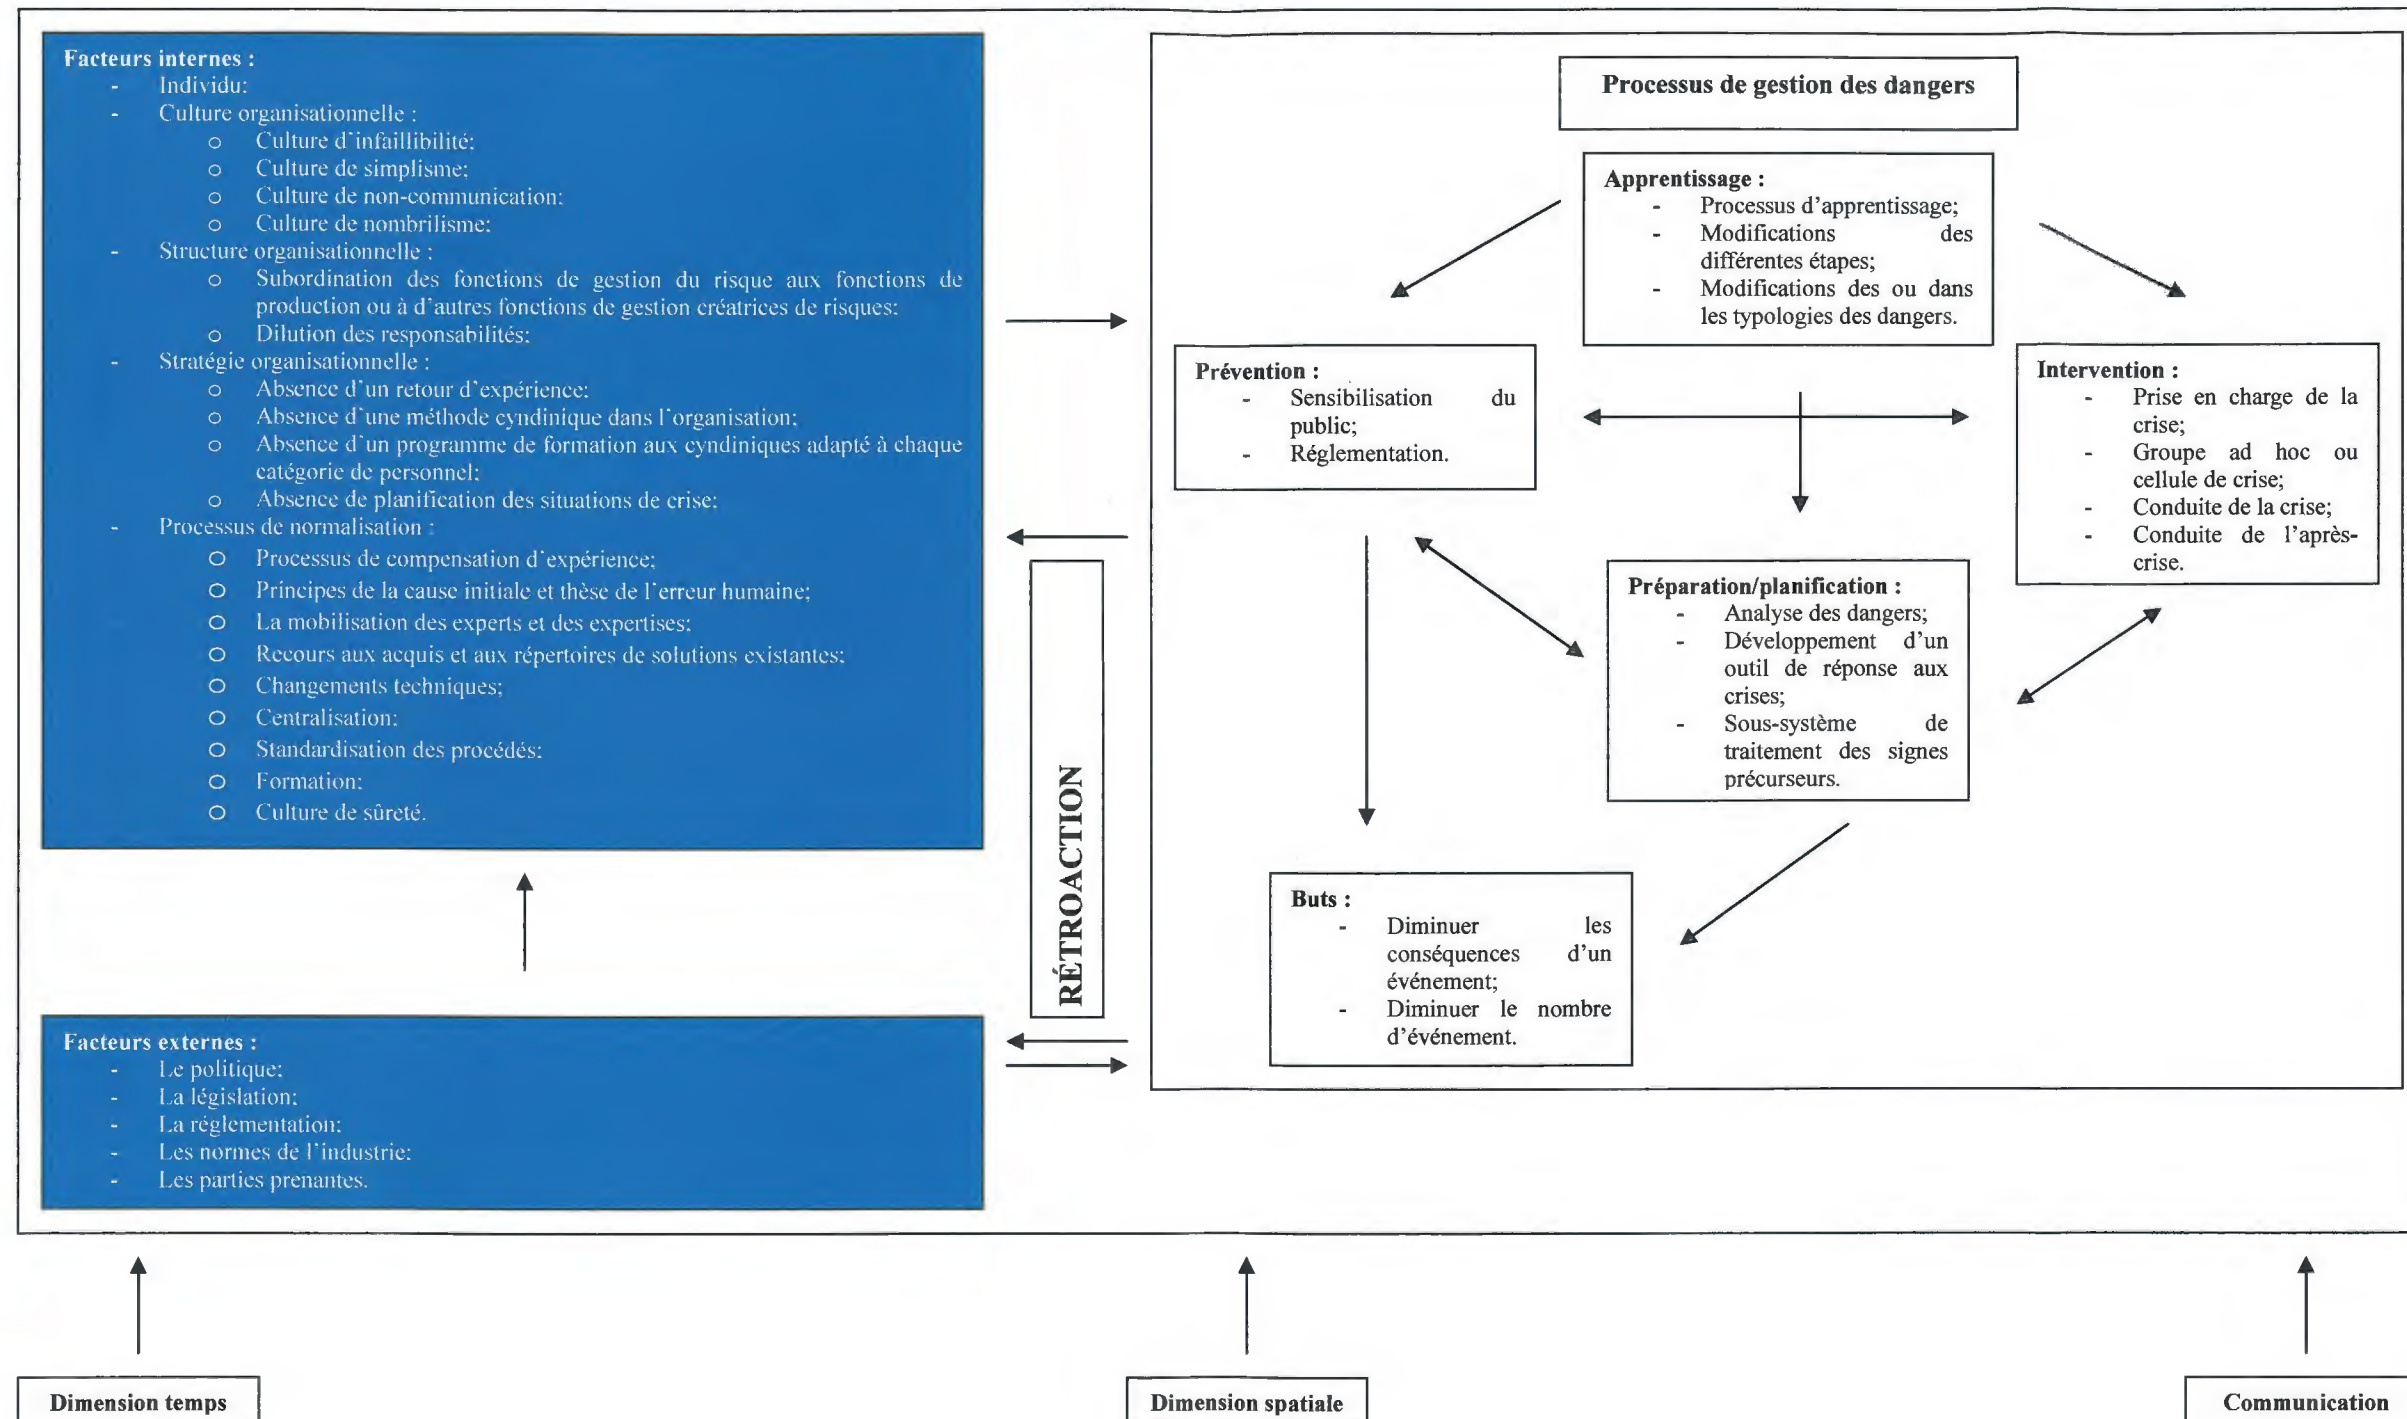 Facteurs internes :
- Individu;
- Culture organisationnelle :
o Culture d'infaillibilité;
o Culture de simplisme;
o Culture de non-communication;
o Culture de nombrilisme;
- Structure organisationnelle :
o Subordination des fonctions de gestion du risque aux fonctions de
production ou à d'autres fonctions de gestion créatrices de risques;
o Dilution des responsabilités;
- Stratégie organisationnelle :
o Absence d'un retour d'expérience;
o Absence d'une méthode cyndinique dans l'organisation;
o Absence d'un programme de formation aux cyndiniques adapté à chaque
catégorie de personnel;
o Absence de planification des situations de crise;
- Processus de normalisation :
o Processus de compensation d'expérience;
o Principes de la cause initiale et thèse de l'erreur humaine;
o La mobilisation des experts et des expertises;
o Recours aux acquis et aux répertoires de solutions existantes;
o Changements techniques;
o Centralisation;
o Standardisation des procédés;
o Formation;
o Culture de sûreté.
Facteurs externes :
- Le politique;
- La législation;
- La réglementation;
- Les normes de l'industrie;
- Les parties prenantes.
RÉTROACTION
Processus de gestion des dangers
Apprentissage :
- Processus d'apprentissage;
- Modifications des
différentes étapes;
- Modifications des ou dans
les typologies des dangers.
Prévention :
- Sensibilisation du
public;
- Réglementation.
Intervention :
- Prise en charge de la
crise;
- Groupe ad hoc ou
cellule de crise;
- Conduite de la crise;
- Conduite de l'après-
crise.
Préparation/planification :
- Analyse des dangers;
- Développement d'un
outil de réponse aux
crises;
- Sous-système de
traitement des signes
précurseurs.
Buts :
- Diminuer les
conséquences d'un
événement;
- Diminuer le nombre
d'événement.
Dimension temps
Dimension spatiale
Communication